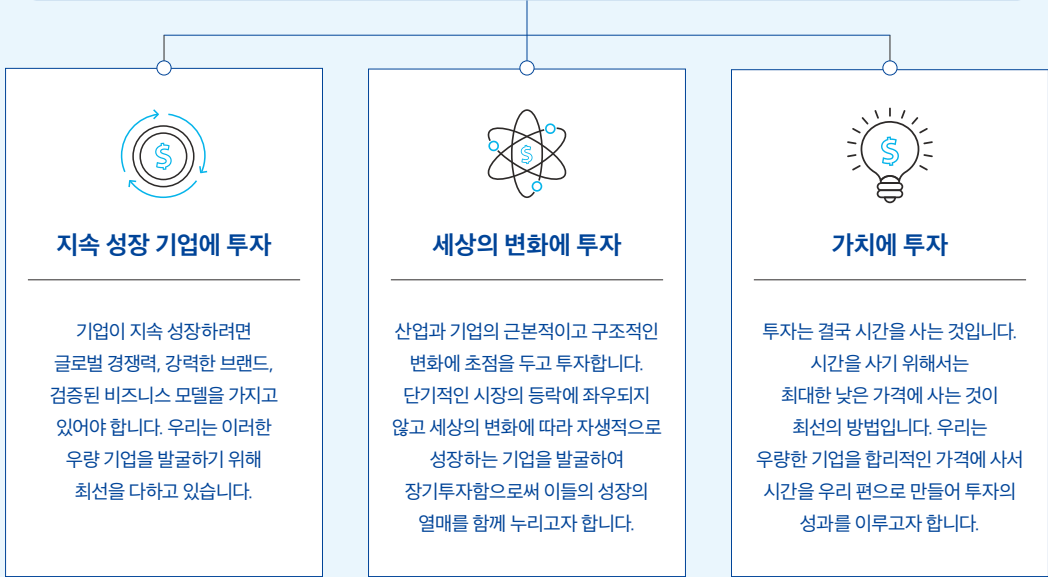 $
지속 성장 기업에 투자
기업이 지속 성장하려면
글로벌 경쟁력, 강력한 브랜드,
검증된 비즈니스 모델을 가지고
있어야 합니다. 우리는 이러한
우량 기업을 발굴하기 위해
최선을 다하고 있습니다.
$
세상의 변화에 투자
산업과 기업의 근본적이고 구조적인
변화에 초점을 두고 투자합니다.
단기적인 시장의 등락에 좌우되지
않고 세상의 변화에 따라 자생적으로
성장하는 기업을 발굴하여
장기투자함으로써 이들의 성장의
열매를 함께 누리고자 합니다.
$
가치에 투자
투자는 결국 시간을 사는 것입니다.
시간을 사기 위해서는
최대한 낮은 가격에 사는 것이
최선의 방법입니다. 우리는
우량한 기업을 합리적인 가격에 사서
시간을 우리 편으로 만들어 투자의
성과를 이루고자 합니다.